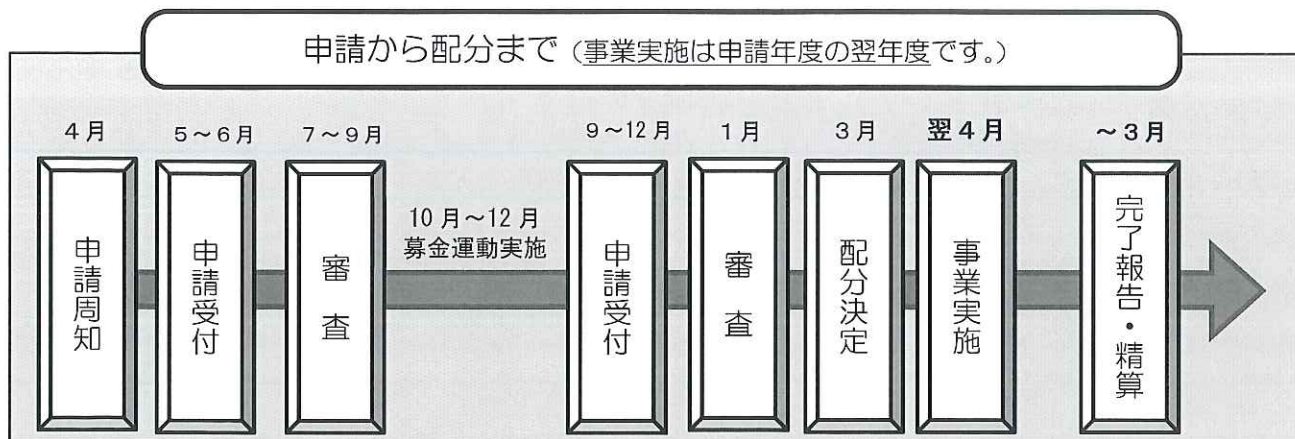 申請から配分まで（事業実施は申請年度の翌年度です。）
4月
5～6月
7～9月
9～12月
1月
3月
翌4月
～3月
申請周知
申請受付
審査
10月～12月
募金運動実施
申請受付
審査
配分決定
事業実施
完了報告・精算